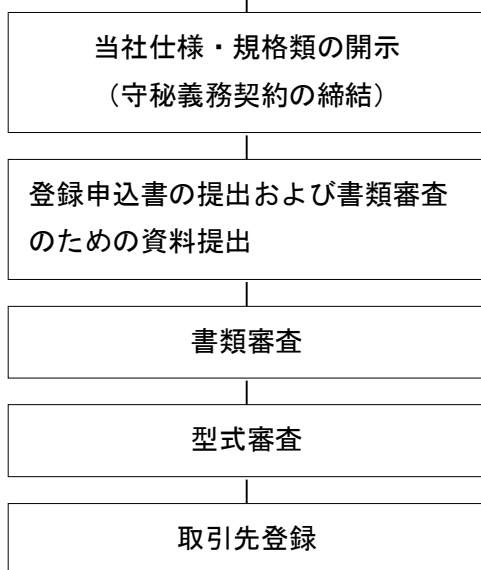 当社仕様・規格類の開示
（守秘義務契約の締結）
登録申込書の提出および書類審査
のための資料提出
書類審査
型式審査
取引先登録